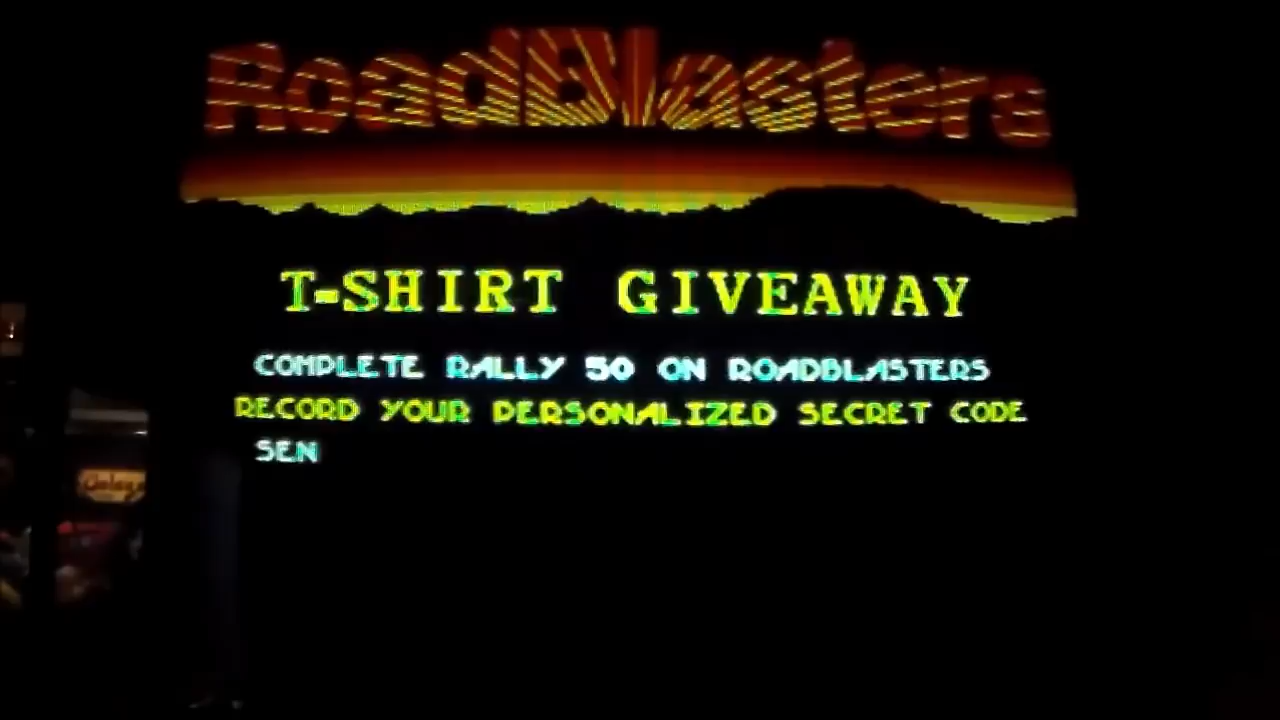 RoadBlasters
T-SHIRT GIVEAWAY
COMPLETE RALLY 50 ON ROADBLASTERS
RECORD YOUR PERSONALIZED SECRET CODE
SEN